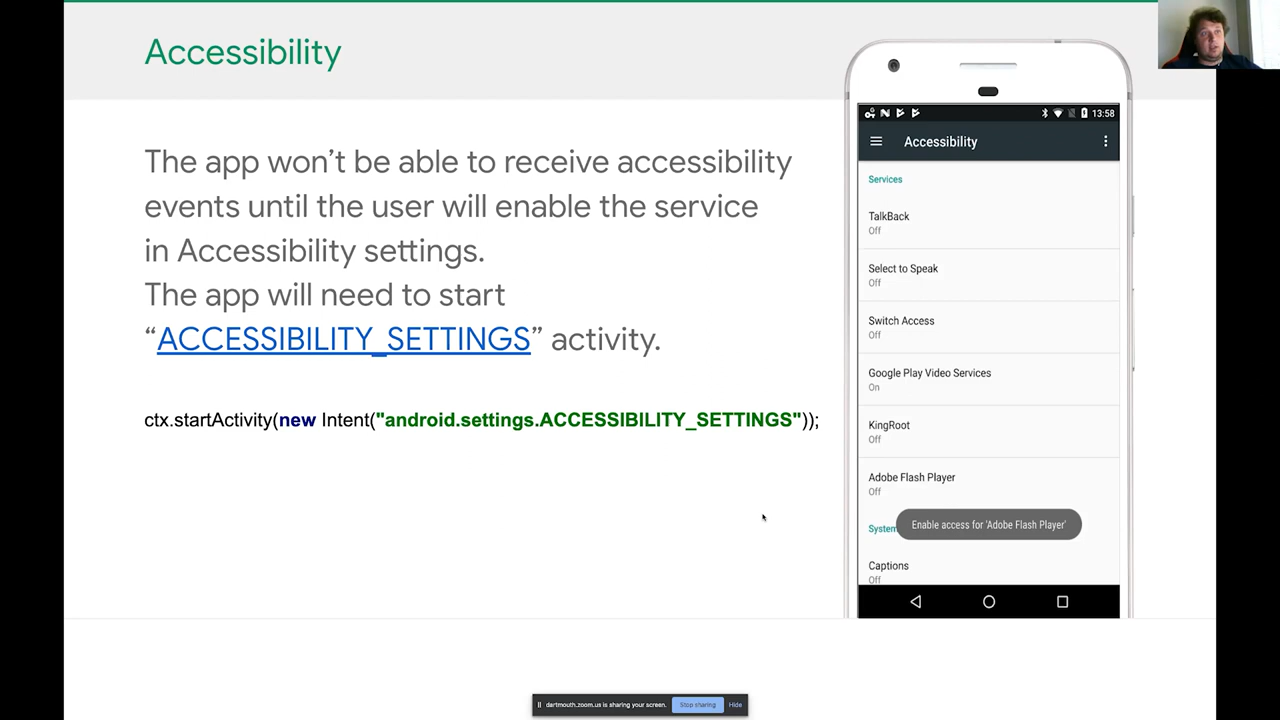 Accessibility
The app won’t be able to receive accessibility
events until the user will enable the service
in Accessibility settings.
The app will need to start
“ACCESSIBILITY_SETTINGS” activity.
ctx.startActivity(new Intent("android.settings.ACCESSIBILITY_SETTINGS"));
13:58
Accessibility
Services
TalkBack
Off
Select to Speak
Off
Switch Access
Off
Google Play Video Services
On
KingRoot
Off
Adobe Flash Player
Off
System
Enable access for 'Adobe Flash Player'
Captions
Off
dartmouth.zoom.us is sharing your screen. Stop sharing Hide